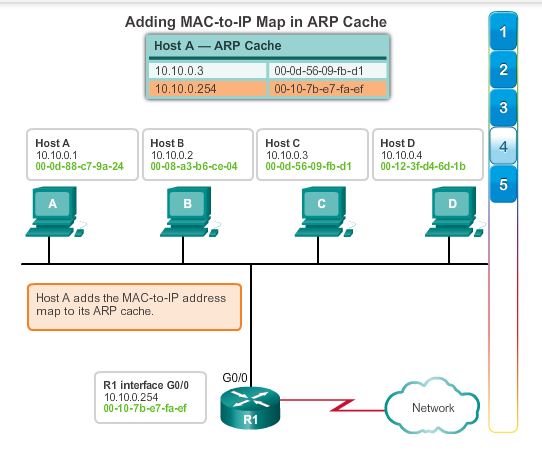 Adding MAC-to-IP Map in ARP Cache
Host A — ARP Cache
10.10.0.3 00-0d-56-09-fb-d1
10.10.0.254 00-10-7b-e7-fa-ef
1
2
3
4
5
Host A
10.10.0.1
00-0d-88-c7-9a-24
Host B
10.10.0.2
00-08-a3-b6-ce-04
Host C
10.10.0.3
00-0d-56-09-fb-d1
Host D
10.10.0.4
00-12-3f-d4-6d-1b
A
B
C
D
Host A adds the MAC-to-IP address
map to its ARP cache.
R1 interface G0/0
10.10.0.254
00-10-7b-e7-fa-ef
G0/0
R1
Network